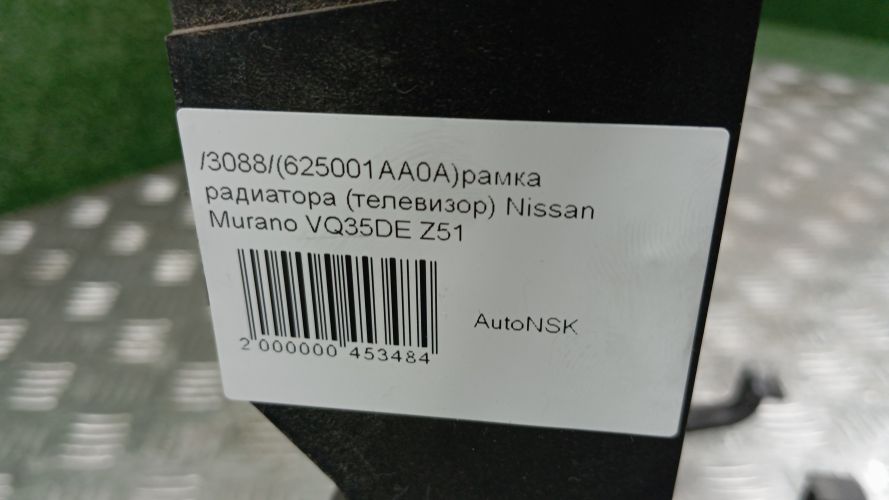 /3088/(625001AA0A)рамка
радиатора (телевизор) Nissan
Murano VQ35DE Z51
AutoNSK
2 000000 453484